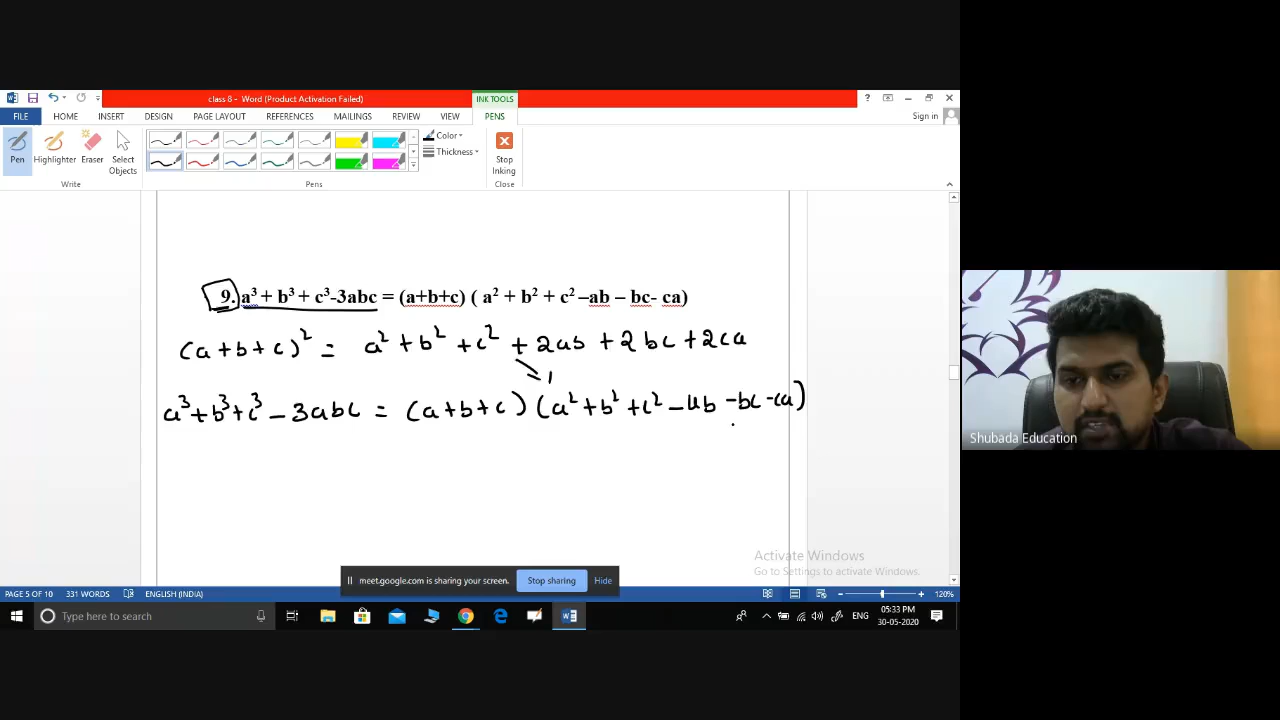 class 8 - Word (Product Activation Failed)
INK TOOLS
Sign in
FILE HOME INSERT DESIGN PAGE LAYOUT REFERENCES MAILINGS REVIEW VIEW PENS
Pen
Highlighter
Eraser
Select Objects
Color
Thickness
Stop Inking
Write
Pens
Close
9. a³ + b³ + c³-3abc = (a+b+c) ( a² + b² + c² –ab – bc- ca)
(a+b+c)² = a² + b² + c² + 2ab + 2bc + 2ca
a³+b³+c³ - 3abc = (a+b+c) (a²+b²+c² -ab -bc -ca)
Shubada Education
Activate Windows
Go to Settings to activate Windows.
meet.google.com is sharing your screen. Stop sharing Hide
PAGE 5 OF 10 331 WORDS ENGLISH (INDIA) 120%
Type here to search
ENG
05:33 PM
30-05-2020